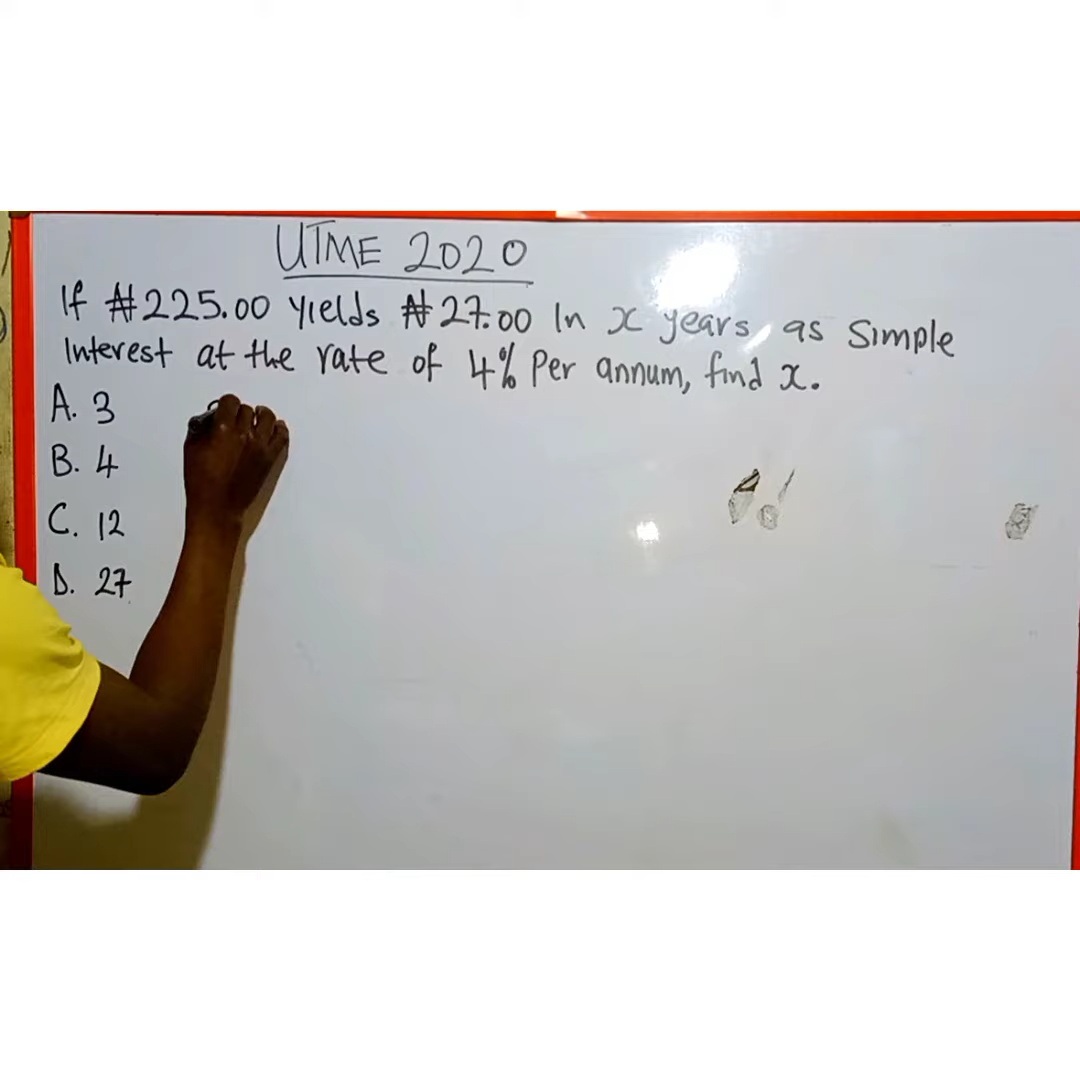 UTME 2020
If ₦225.00 yields ₦27.00 in x years as simple
interest at the rate of 4% per annum, find x.
A. 3
B. 4
C. 12
D. 27